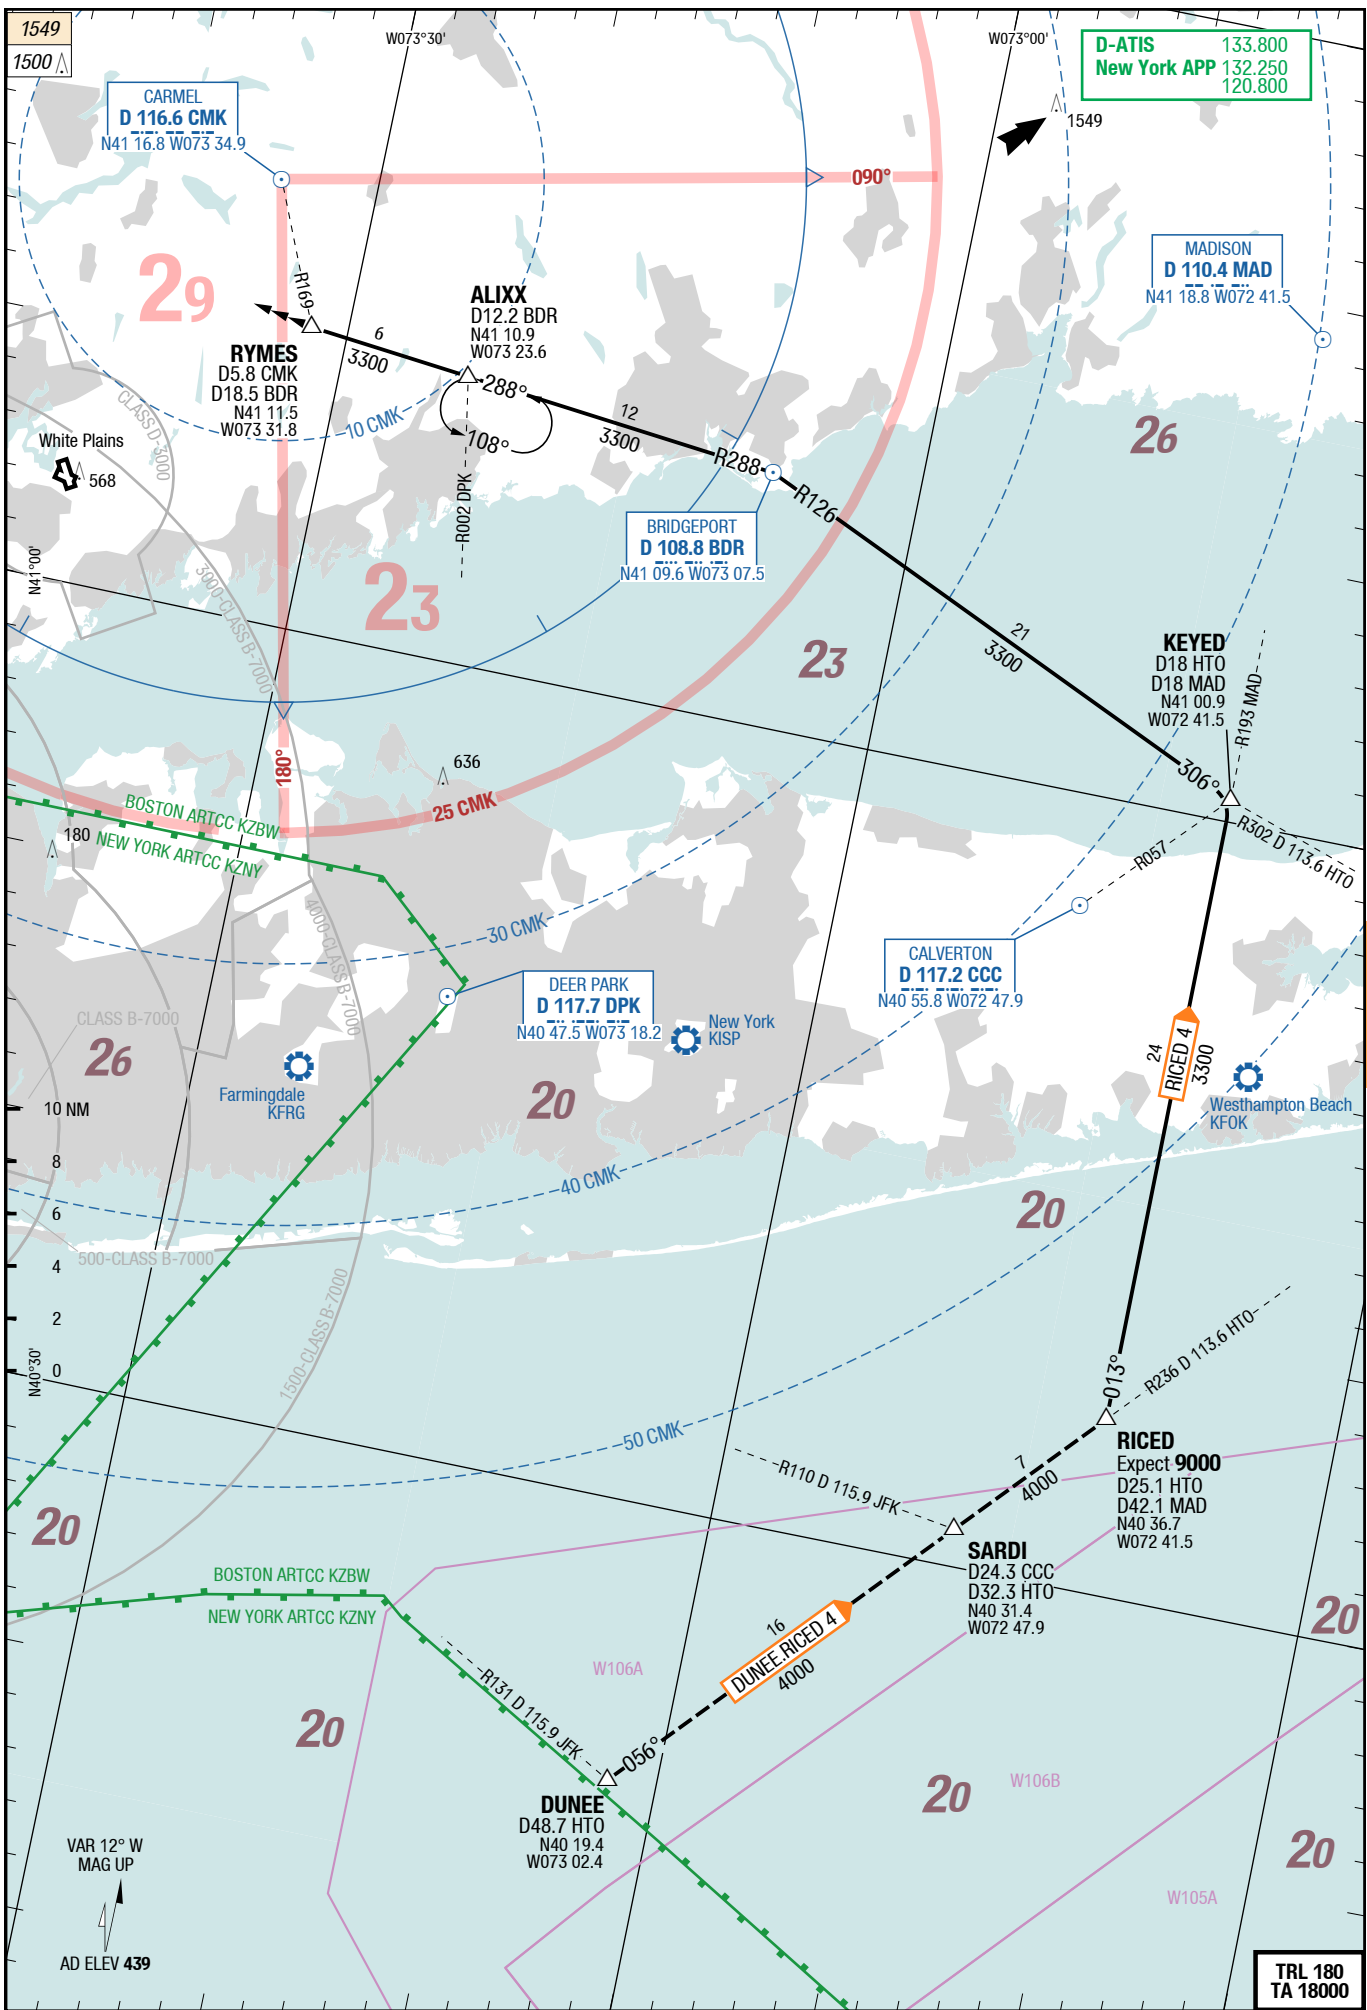 1549
1500
W073°30'
W073°00'
D-ATIS 133.800
New York APP 132.250
120.800
CARMEL
D 116.6 CMK
N41 16.8 W073 34.9
1549
090°
MADISON
D 110.4 MAD
N41 18.8 W072 41.5
29
R169
ALIXX
D12.2 BDR
N41 10.9
W073 23.6
6
3300
RYMES
D5.8 CMK
D18.5 BDR
N41 11.5
W073 31.8
288°
108°
12
3300
10 CMK
CLASS D-3000
White Plains
568
26
R288
R126
R002 DPK
BRIDGEPORT
D 108.8 BDR
N41 09.6 W073 07.5
N41°00'
3000-CLASS B-7000
23
23
21
3300
KEYED
D18 HTO
D18 MAD
N41 00.9
W072 41.5
R193 MAD
180°
636
306°
25 CMK
BOSTON ARTCC KZBW
NEW YORK ARTCC KZNY
180
R302 D 113.6 HTO
R057
4000-CLASS B-7000
30 CMK
CALVERTON
D 117.2 CCC
N40 55.8 W072 47.9
DEER PARK
D 117.7 DPK
N40 47.5 W073 18.2
New York
KISP
CLASS B-7000
26
Farmingdale
KFRG
24
RICED 4
3300
20
Westhampton Beach
KFOK
10 NM
8
6
4
2
0
40 CMK
20
500-CLASS B-7000
1500-CLASS B-7000
N40°30'
013°
R236 D 113.6 HTO
50 CMK
RICED
Expect 9000
D25.1 HTO
D42.1 MAD
N40 36.7
W072 41.5
7
4000
R110 D 115.9 JFK
20
SARDI
D24.3 CCC
D32.3 HTO
N40 31.4
W072 47.9
BOSTON ARTCC KZBW
NEW YORK ARTCC KZNY
20
16
DUNEE.RICED 4
4000
W106A
R131 D 115.9 JFK
20
056°
W106B
20
DUNEE
D48.7 HTO
N40 19.4
W073 02.4
20
VAR 12° W
MAG UP
W105A
AD ELEV 439
TRL 180
TA 18000